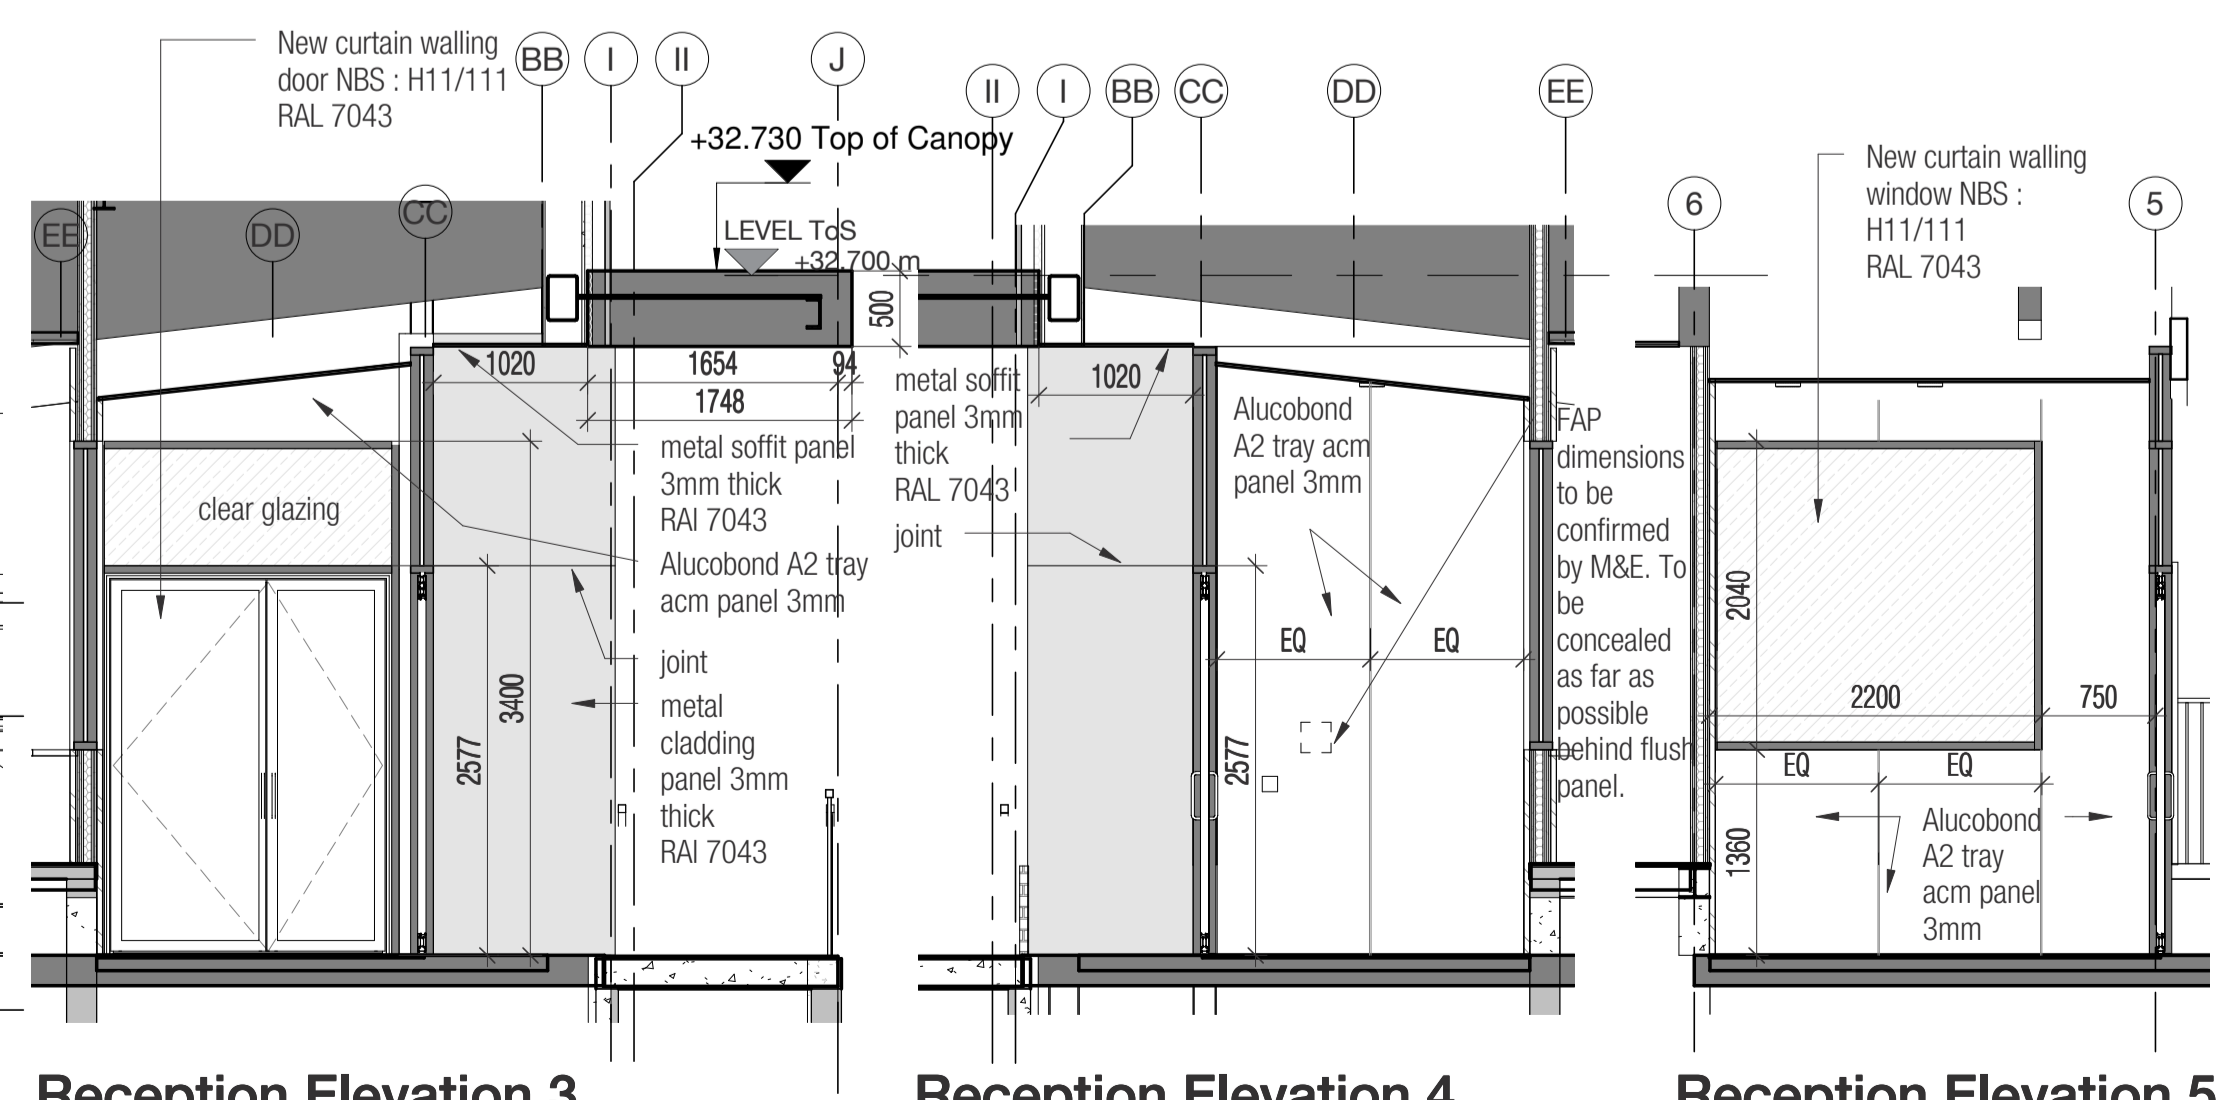 New curtain walling
door NBS : H11/111
RAL 7043
BB
I
II
J
+32.730 Top of Canopy
EE
DD
CC
LEVEL ToS
+32.700 m
500
1020
1654
94
1748
clear glazing
metal soffit panel
3mm thick
RAI 7043
Alucobond A2 tray
acm panel 3mm
joint
metal
cladding
panel 3mm
thick
RAI 7043
3400
2577
Reception Elevation 3
II
I
BB
CC
DD
EE
metal soffit
panel 3mm
thick
RAL 7043
joint
1020
Alucobond
A2 tray acm
panel 3mm
EQ
EQ
2577
FAP
dimensions
to be
confirmed
by M&E. To
be
concealed
as far as
possible
behind flush
panel.
Reception Elevation 4
6
5
New curtain walling
window NBS :
H11/111
RAL 7043
2040
2200
750
EQ
EQ
1360
Alucobond
A2 tray
acm panel
3mm
Reception Elevation 5